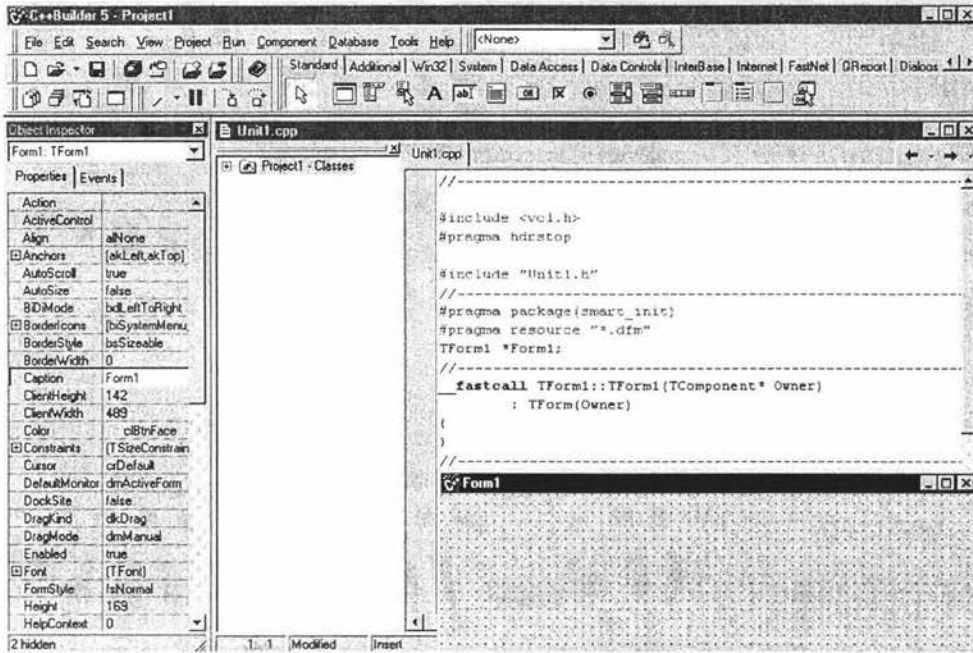 C++Builder 5 - Project1
File Edit Search View Project Run Component Database Tools Help <None>
Standard Additional Win32 System Data Access Data Controls InterBase Internet FastNet QReport Dialogs
Object Inspector
Form1: TForm1
Properties Events
Action
ActiveControl
Align alNone
Anchors [akLeft,akTop]
AutoScroll true
AutoSize false
BiDiMode bdLeftToRight
BorderIcons [biSystemMenu,
BorderStyle bsSizeable
BorderWidth 0
Caption Form1
ClientHeight 142
ClientWidth 489
Color clBtnFace
Constraints (TSizeConstrain
Cursor crDefault
DefaultMonitor dmActiveForm
DockSite false
DragKind dkDrag
DragMode dmManual
Enabled true
Font (TFont)
FormStyle fsNormal
Height 169
HelpContext 0
2 hidden
Unit1.cpp
Project1 - Classes
Unit1.cpp
//---------------------------------------------------------------------------
#include <vcl.h>
#pragma hdrstop
#include "Unit1.h"
//---------------------------------------------------------------------------
#pragma package(smart_init)
#pragma resource "*.dfm"
TForm1 *Form1;
//---------------------------------------------------------------------------
__fastcall TForm1::TForm1(TComponent* Owner)
: TForm(Owner)
{
}
//---------------------------------------------------------------------------
Form1
1: 1 Modified Insert